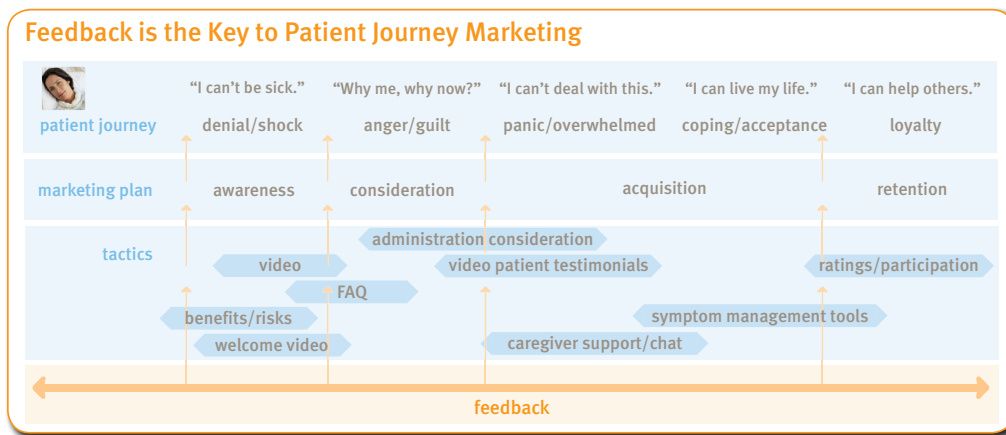 Feedback is the Key to Patient Journey Marketing
“I can’t be sick.” “Why me, why now?” “I can’t deal with this.” “I can live my life.” “I can help others.”
patient journey denial/shock anger/guilt panic/overwhelmed coping/acceptance loyalty
marketing plan awareness consideration acquisition retention
administration consideration
tactics
video video patient testimonials ratings/participation
FAQ
benefits/risks symptom management tools
welcome video caregiver support/chat
feedback